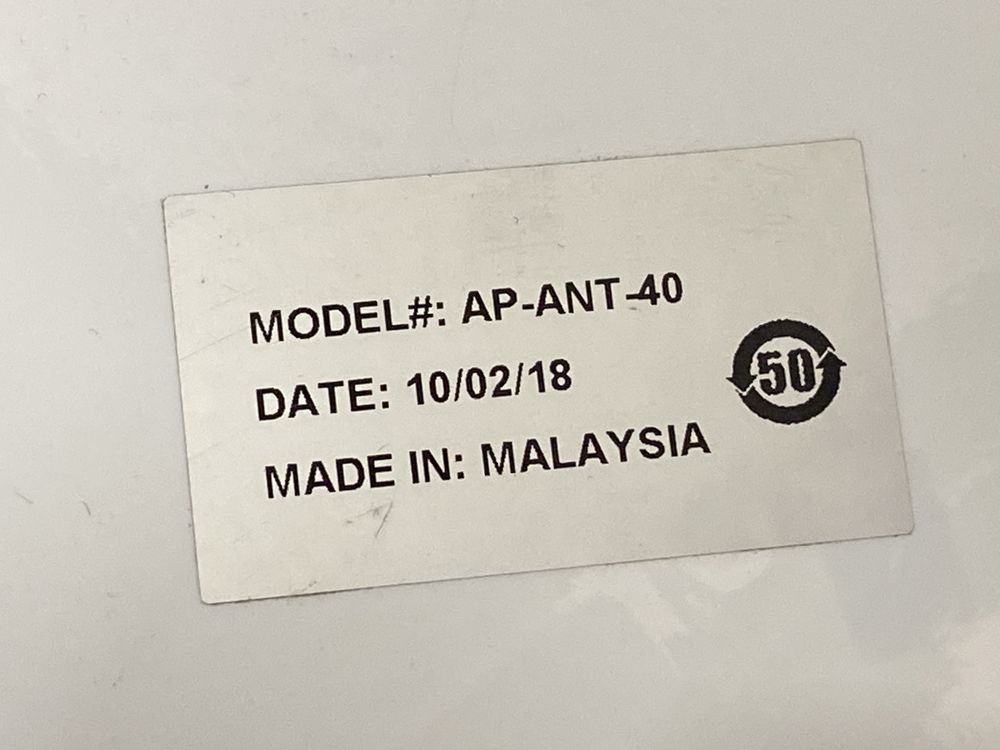 MODEL#: AP-ANT-40
DATE: 10/02/18
50
MADE IN: MALAYSIA